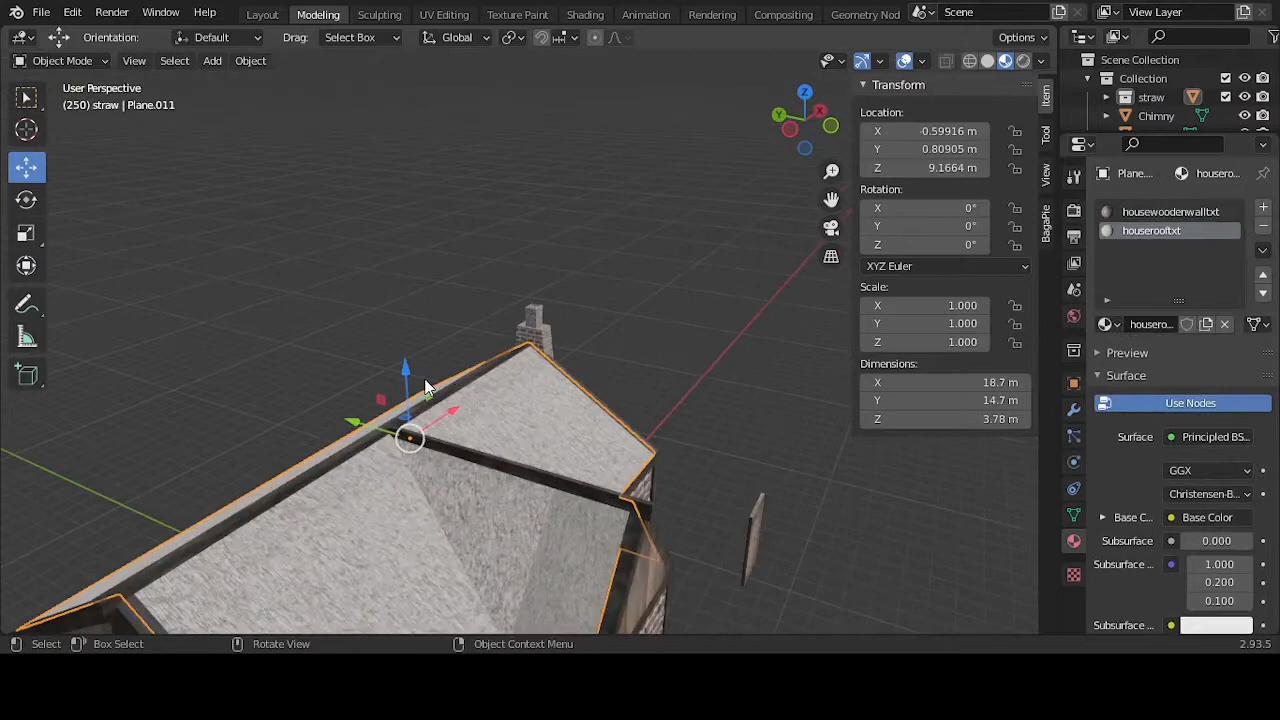 File Edit Render Window Help Layout Modeling Sculpting UV Editing Texture Paint Shading Animation Rendering Compositing Geometry Nod Scene View Layer
Orientation: Default Drag: Select Box Global Options
Object Mode View Select Add Object
User Perspective
(250) straw | Plane.011
Transform
Location:
X -0.59916 m
Y 0.80905 m
Z 9.1664 m
Rotation:
X 0°
Y 0°
Z 0°
XYZ Euler
Scale:
X 1.000
Y 1.000
Z 1.000
Dimensions:
X 18.7 m
Y 14.7 m
Z 3.78 m
Item
Tool
View
BagaPie
Z
X
Y
Scene Collection
Collection
straw
Chimny
Plane.... housero...
housewoodenwalltxt
houserooftxt
housero...
Preview
Surface
Use Nodes
Surface Principled BS...
GGX
Christensen-B...
Base C... Base Color
Subsurface 0.000
Subsurface ... 1.000
0.200
0.100
Subsurface ...
Select Box Select Rotate View Object Context Menu 2.93.5